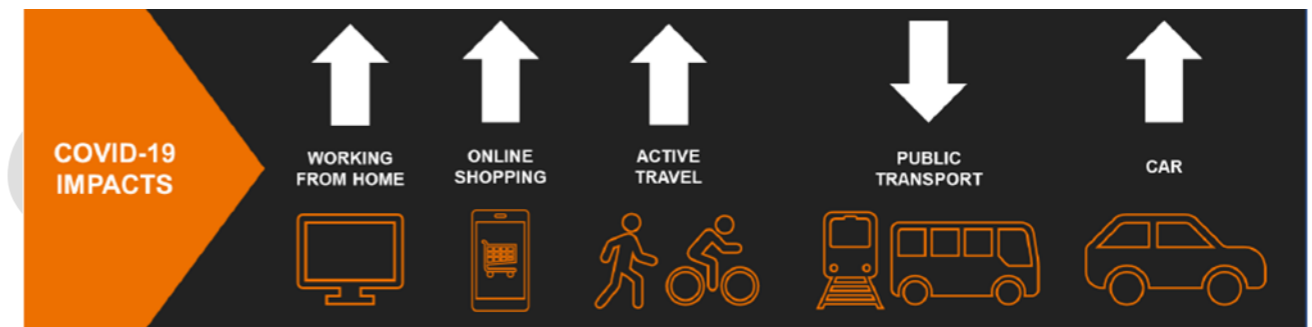 COVID-19
IMPACTS
WORKING
FROM HOME
ONLINE
SHOPPING
ACTIVE
TRAVEL
PUBLIC
TRANSPORT
CAR